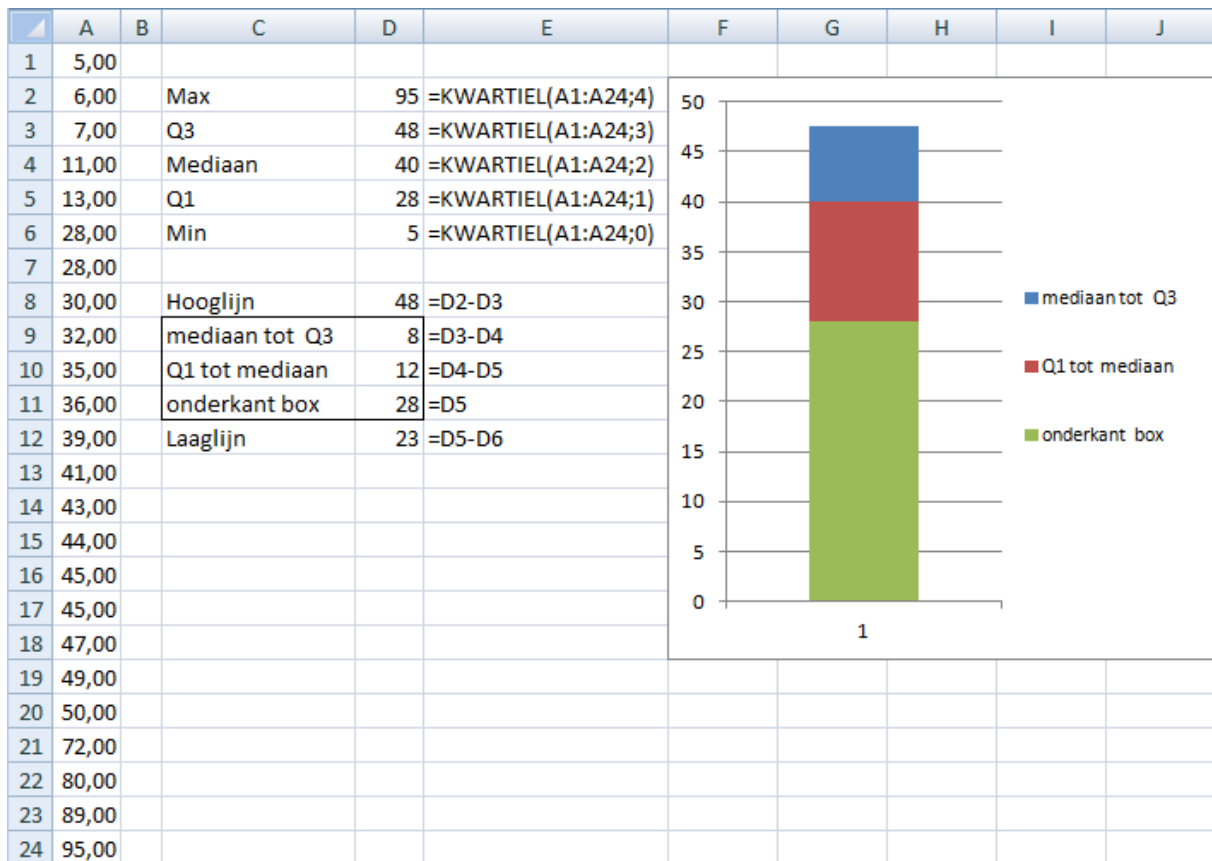 A B C D E F G H I J
1 5,00
2 6,00 Max 95 =KWARTIEL(A1:A24;4)
3 7,00 Q3 48 =KWARTIEL(A1:A24;3)
4 11,00 Mediaan 40 =KWARTIEL(A1:A24;2)
5 13,00 Q1 28 =KWARTIEL(A1:A24;1)
6 28,00 Min 5 =KWARTIEL(A1:A24;0)
7 28,00
8 30,00 Hooglijn 48 =D2-D3
9 32,00 mediaan tot Q3 8 =D3-D4
10 35,00 Q1 tot mediaan 12 =D4-D5
11 36,00 onderkant box 28 =D5
12 39,00 Laaglijn 23 =D5-D6
13 41,00
14 43,00
15 44,00
16 45,00
17 45,00
18 47,00
19 49,00
20 50,00
21 72,00
22 80,00
23 89,00
24 95,00
50
45
40
35
30
25
20
15
10
5
0
1
mediaan tot Q3
Q1 tot mediaan
onderkant box